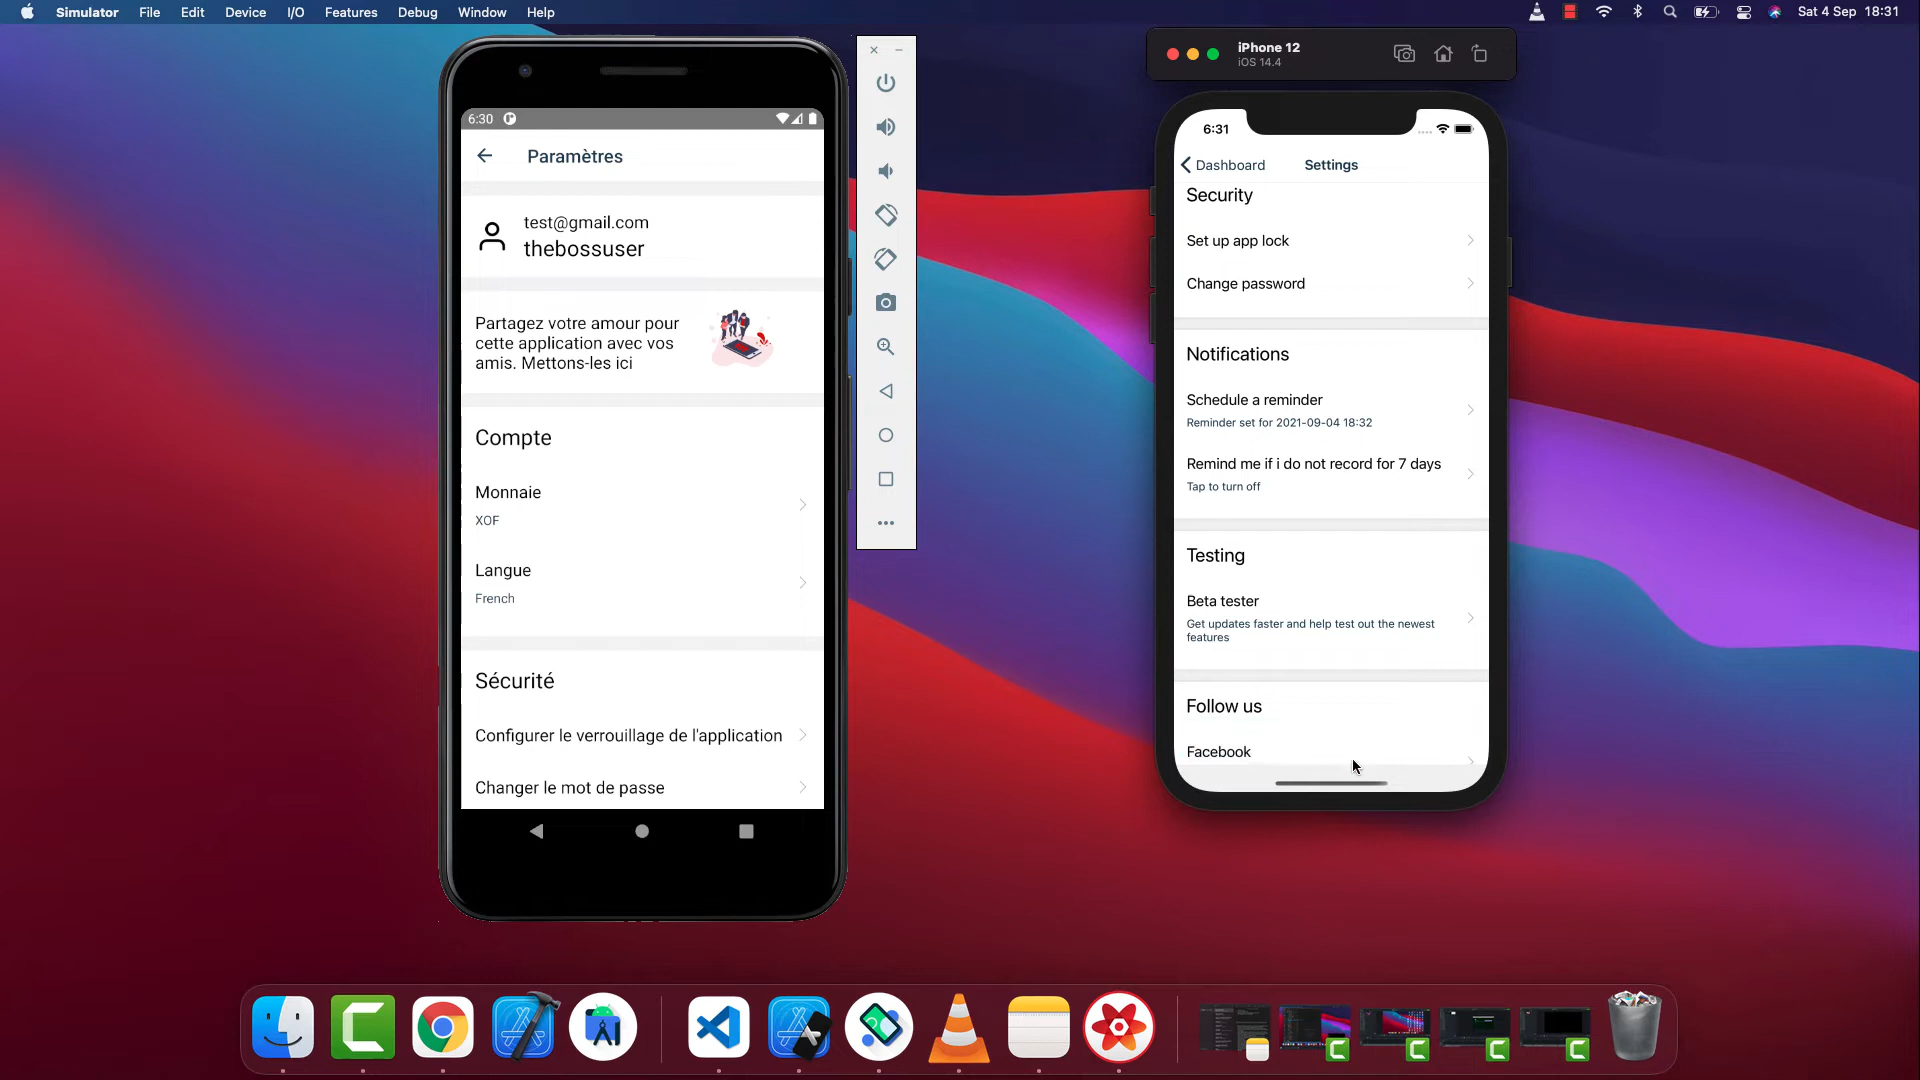 Simulator File Edit View Device I/O Features Debug Window Help
Sat 4 Sep 18:31
6:30
Paramètres
test@gmail.com
thebossuser
Partagez votre amour pour
cette application avec vos
amis. Mettons-les ici
Compte
Monnaie
XOF
Langue
French
Sécurité
Configurer le verrouillage de l'application
Changer le mot de passe
iPhone 12
iOS 14.4
6:31
Dashboard
Settings
Security
Set up app lock
Change password
Notifications
Schedule a reminder
Reminder set for 2021-09-04 18:32
Remind me if i do not record for 7 days
Tap to turn off
Testing
Beta tester
Get updates faster and help test out the newest
features
Follow us
Facebook